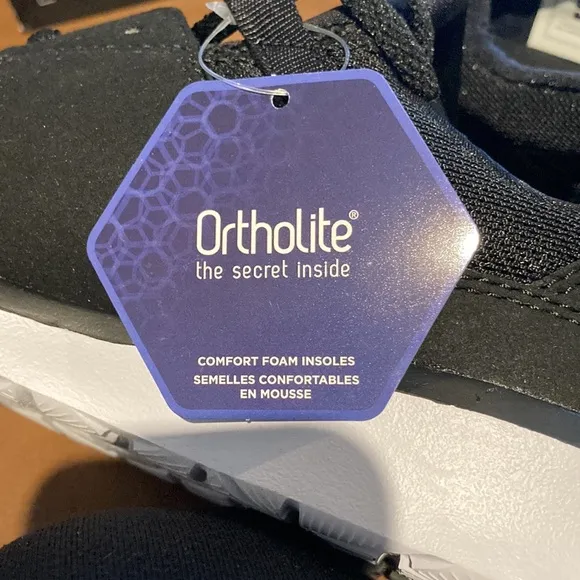 Ortholite®
the secret inside
COMFORT FOAM INSOLES
SEMELLES CONFORTABLES
EN MOUSSE